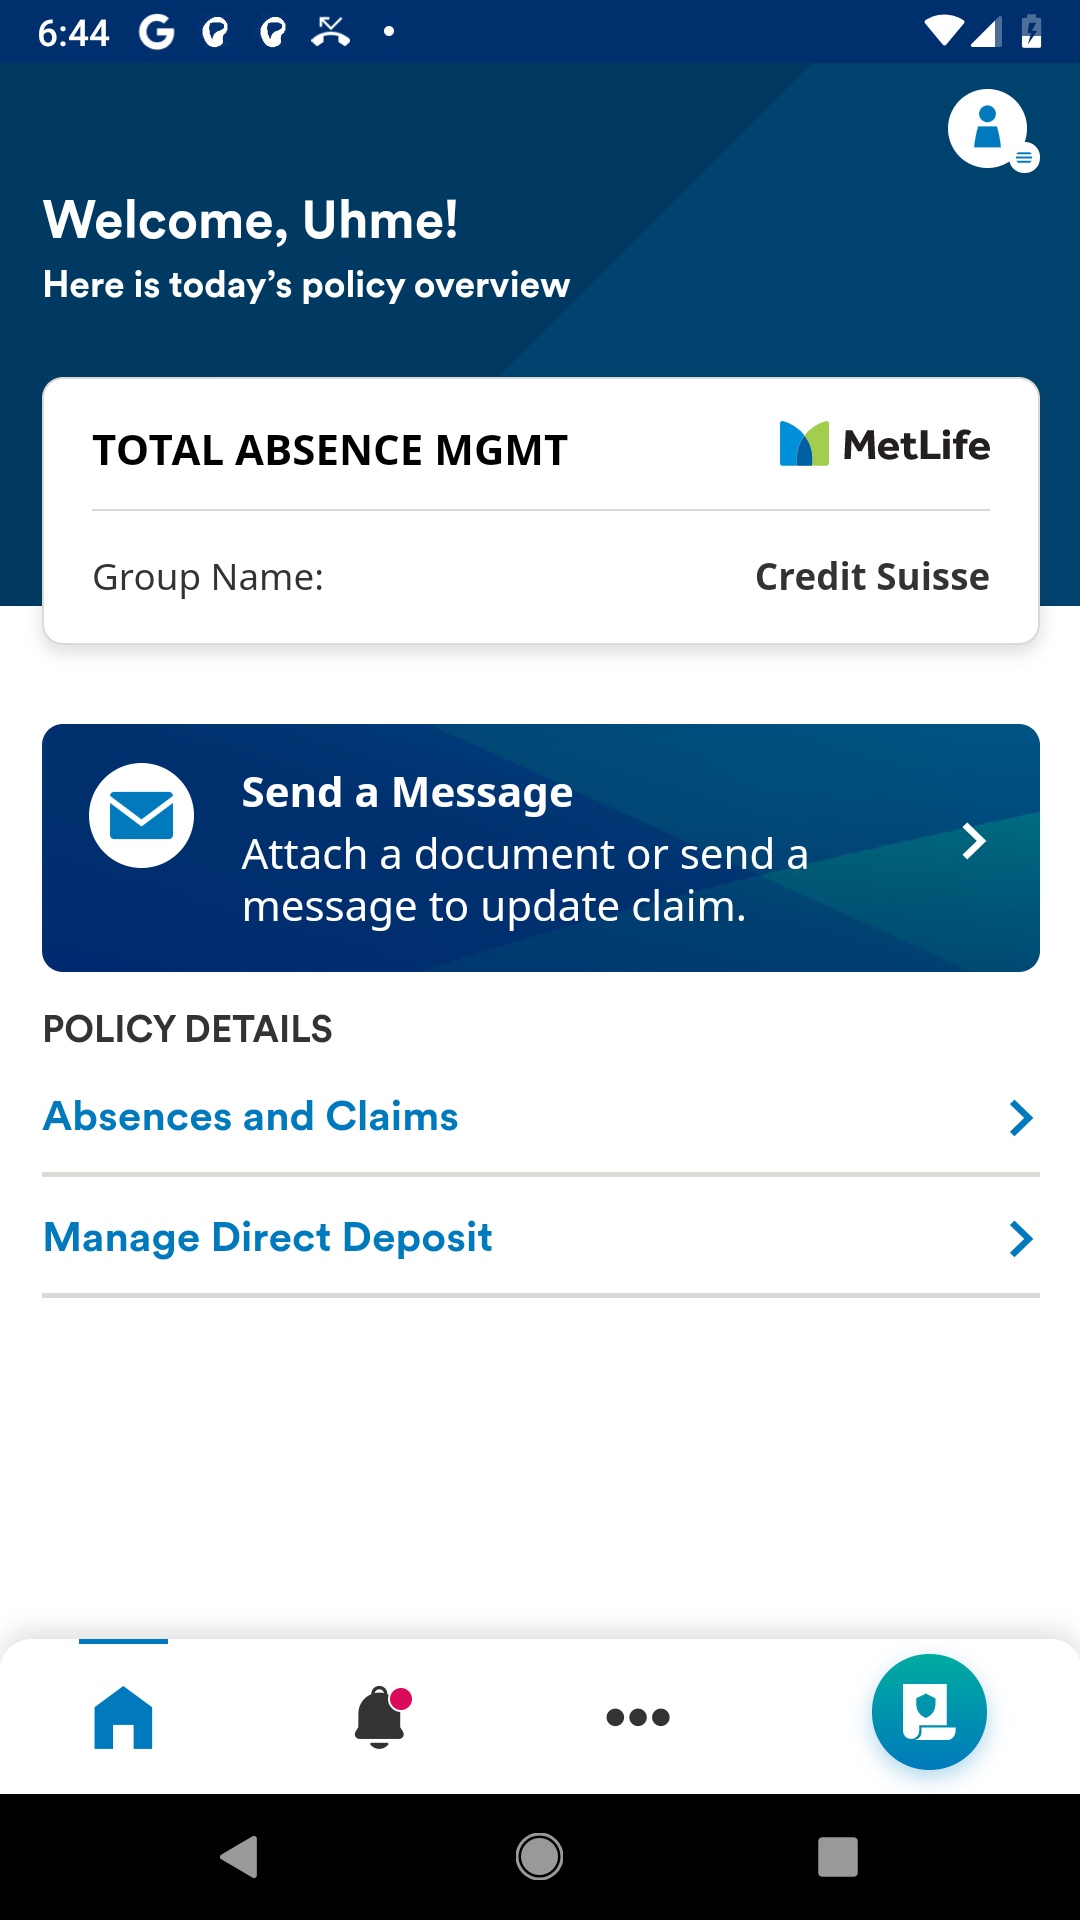 6:44
Welcome, Uhme!
Here is today’s policy overview
TOTAL ABSENCE MGMT
MetLife
Group Name:
Credit Suisse
Send a Message
Attach a document or send a
message to update claim.
POLICY DETAILS
Absences and Claims
Manage Direct Deposit